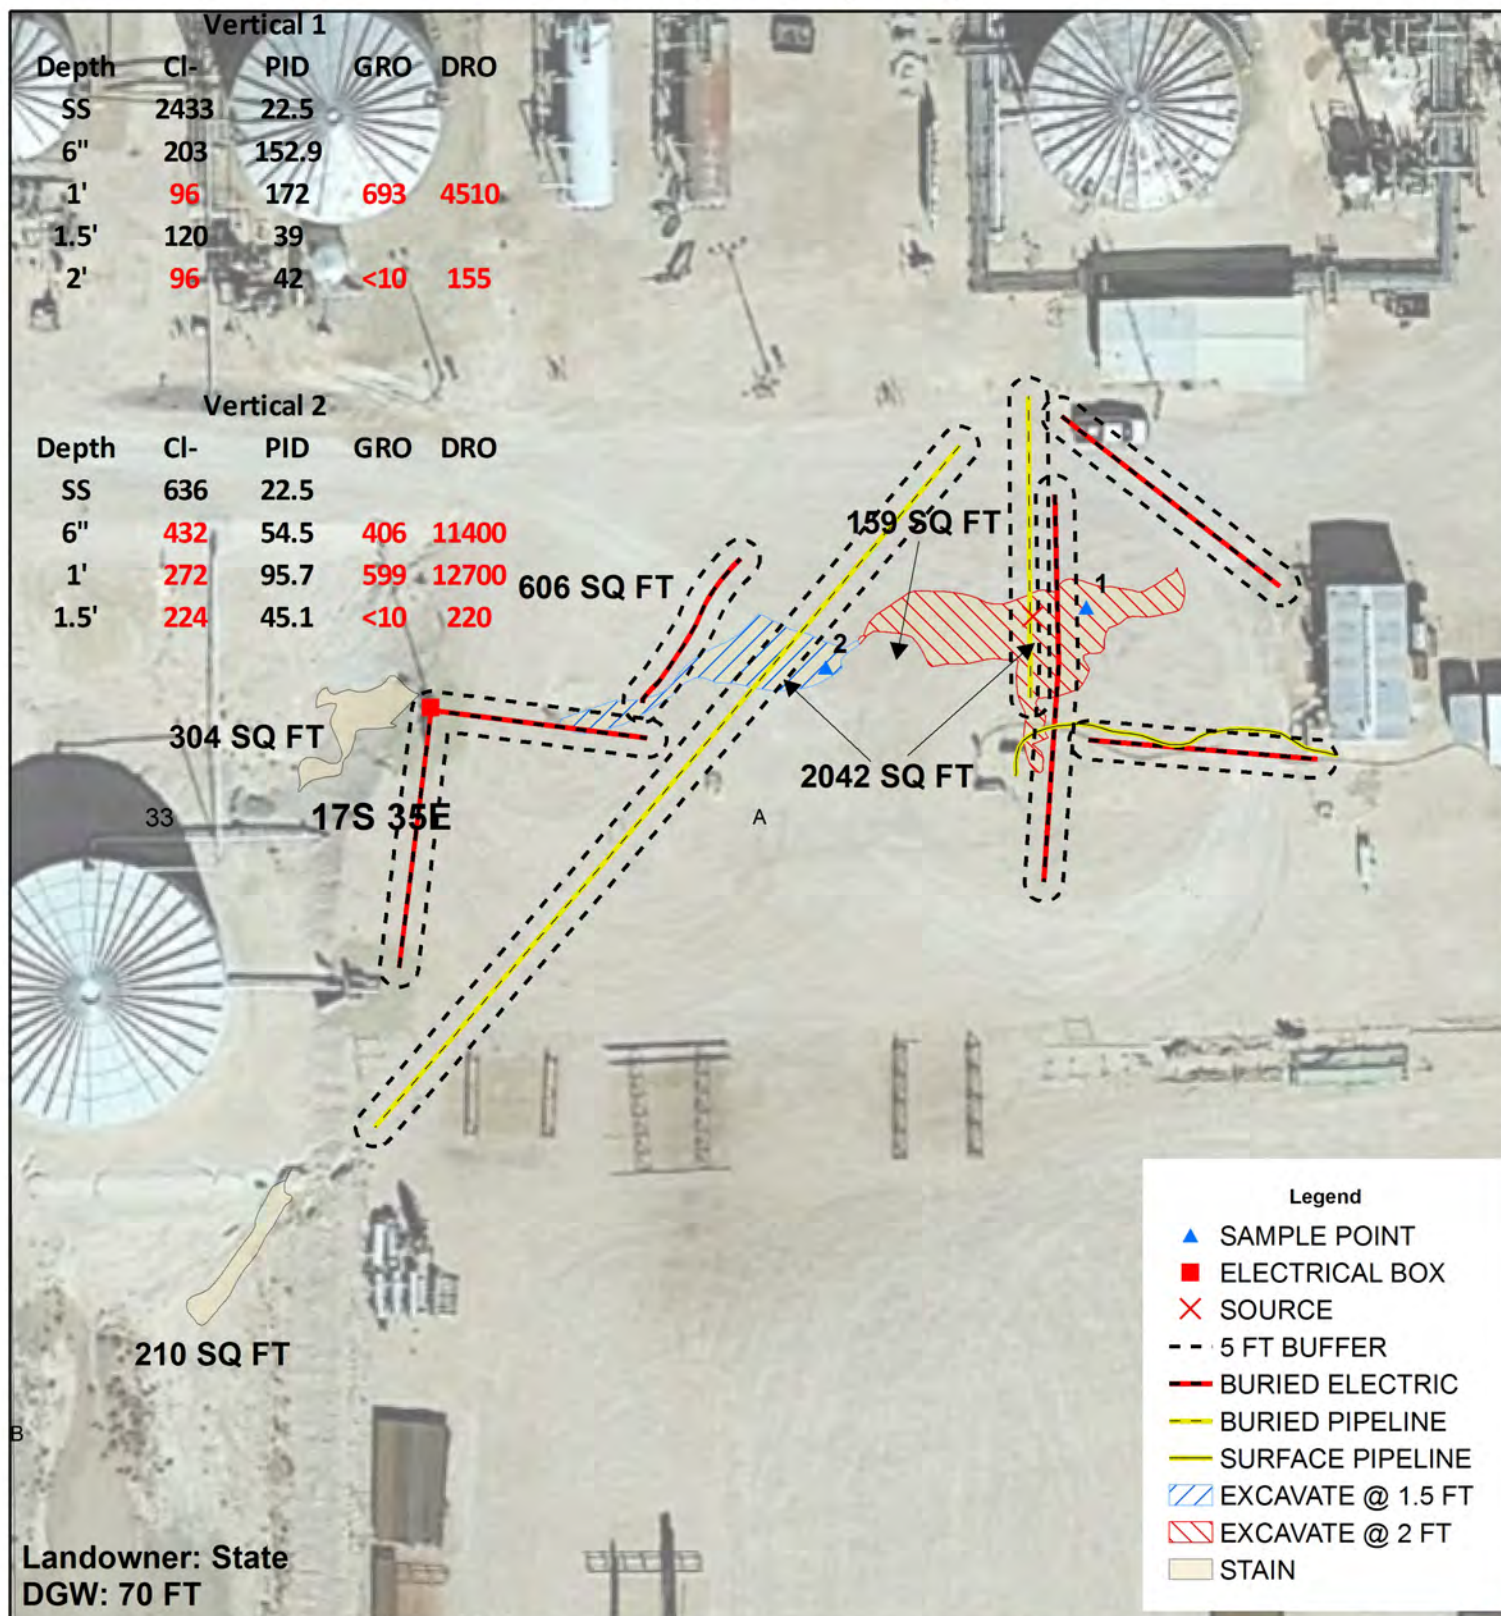 Vertical 1
Depth Cl- PID GRO DRO
SS 2433 22.5
6" 203 152.9
1' 96 172 693 4510
1.5' 120 39
2' 96 42 <10 155
Vertical 2
Depth Cl- PID GRO DRO
SS 636 22.5
6" 432 54.5 406 11400
1' 272 95.7 599 12700
1.5' 224 45.1 <10 220
159 SQ FT
606 SQ FT
1
2
304 SQ FT
2042 SQ FT
33
17S 35E
A
210 SQ FT
B
Landowner: State
DGW: 70 FT
Legend
SAMPLE POINT
ELECTRICAL BOX
SOURCE
5 FT BUFFER
BURIED ELECTRIC
BURIED PIPELINE
SURFACE PIPELINE
EXCAVATE @ 1.5 FT
EXCAVATE @ 2 FT
STAIN